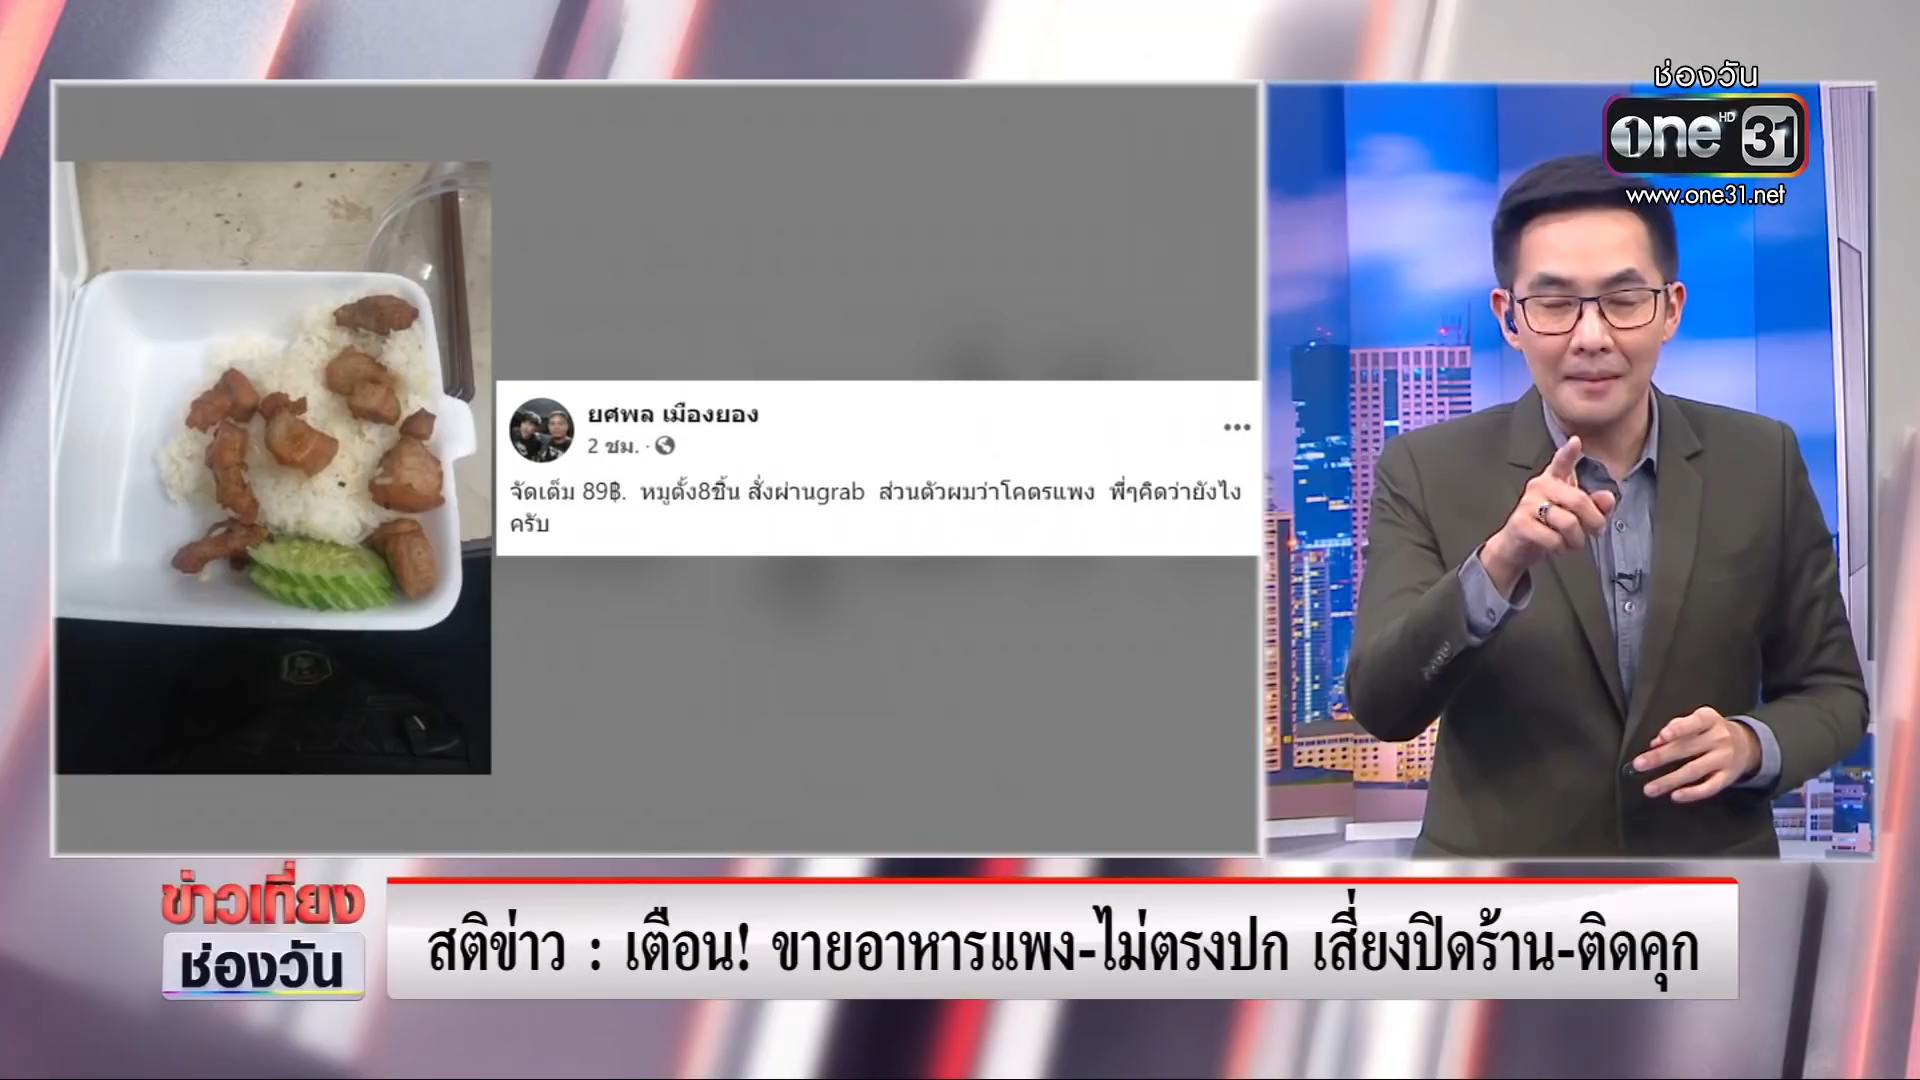 ช่องวัน
one HD 31
www.one31.net
ยศพล เมืองยอง
2 ชม. ·
จัดเต็ม 89฿. หมูตั้ง8ชิ้น สั่งผ่านgrab ส่วนตัวผมว่าโคตรแพง พี่ๆคิดว่ายังไง
ครับ
ข่าวเที่ยง
ช่องวัน
สติข่าว : เตือน! ขายอาหารแพง-ไม่ตรงปก เสี่ยงปิดร้าน-ติดคุก